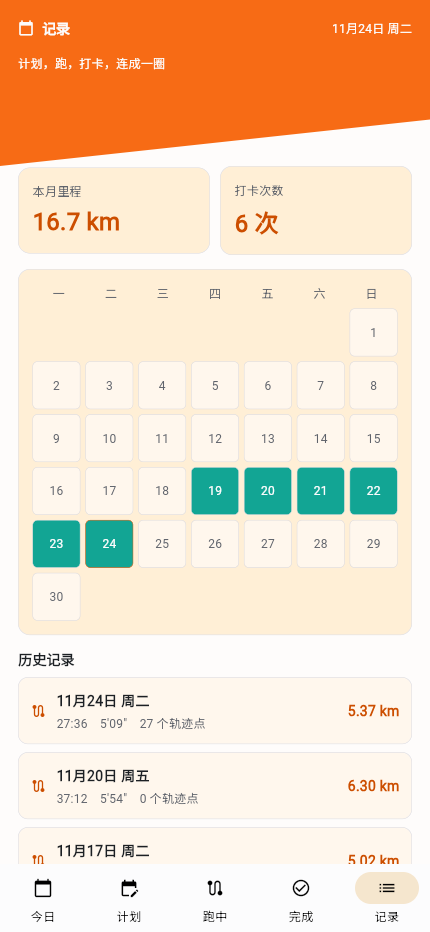 记录 11月24日 周二
计划，跑，打卡，连成一圈
本月里程 打卡次数
16.7 km 6 次
一 二 三 四 五 六 日
1
2 3 4 5 6 7 8
9 10 11 12 13 14 15
16 17 18 19 20 21 22
23 24 25 26 27 28 29
30
历史记录
11月24日 周二
5.37 km
27:36 5'09" 27 个轨迹点
11月20日 周五
6.30 km
37:12 5'54" 0 个轨迹点
11月17日 周二
5.02 km
今日 计划 跑中 完成 记录